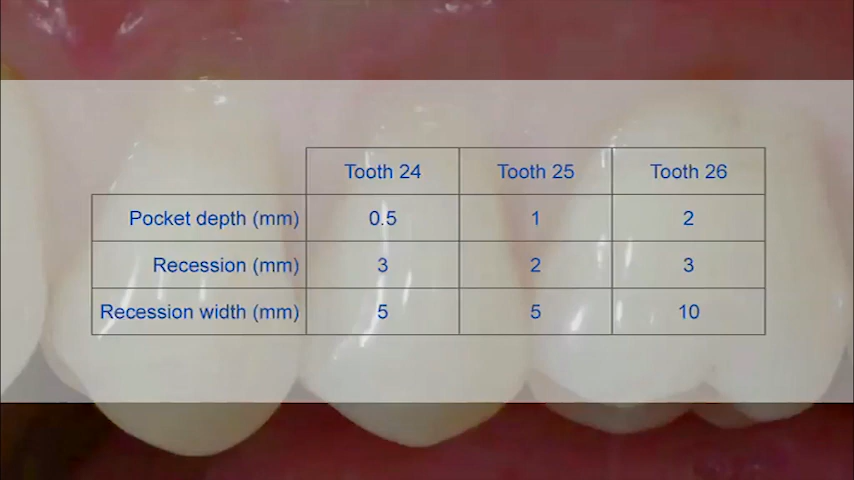 Tooth 24 Tooth 25 Tooth 26
Pocket depth (mm) 0.5 1 2
Recession (mm) 3 2 3
Recession width (mm) 5 5 10